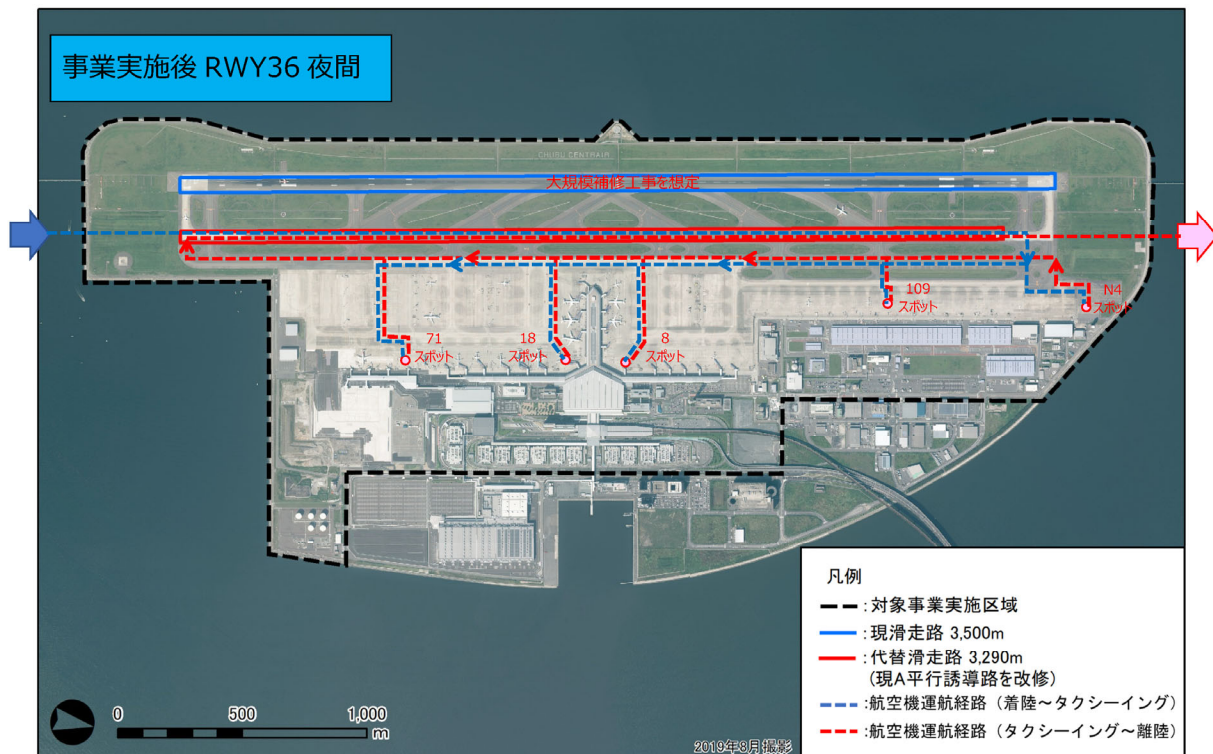 事業実施後 RWY36 夜間
CHUBU CENTRAIR
大規模補修工事を想定
109
スポット
N4
スポット
71
スポット
18
スポット
8
スポット
凡例
:対象事業実施区域
:現滑走路 3,500m
:代替滑走路 3,290m
(現A平行誘導路を改修)
:航空機運航経路(着陸～タクシーイング)
:航空機運航経路(タクシーイング～離陸)
0 500 1,000
m
2019年8月撮影